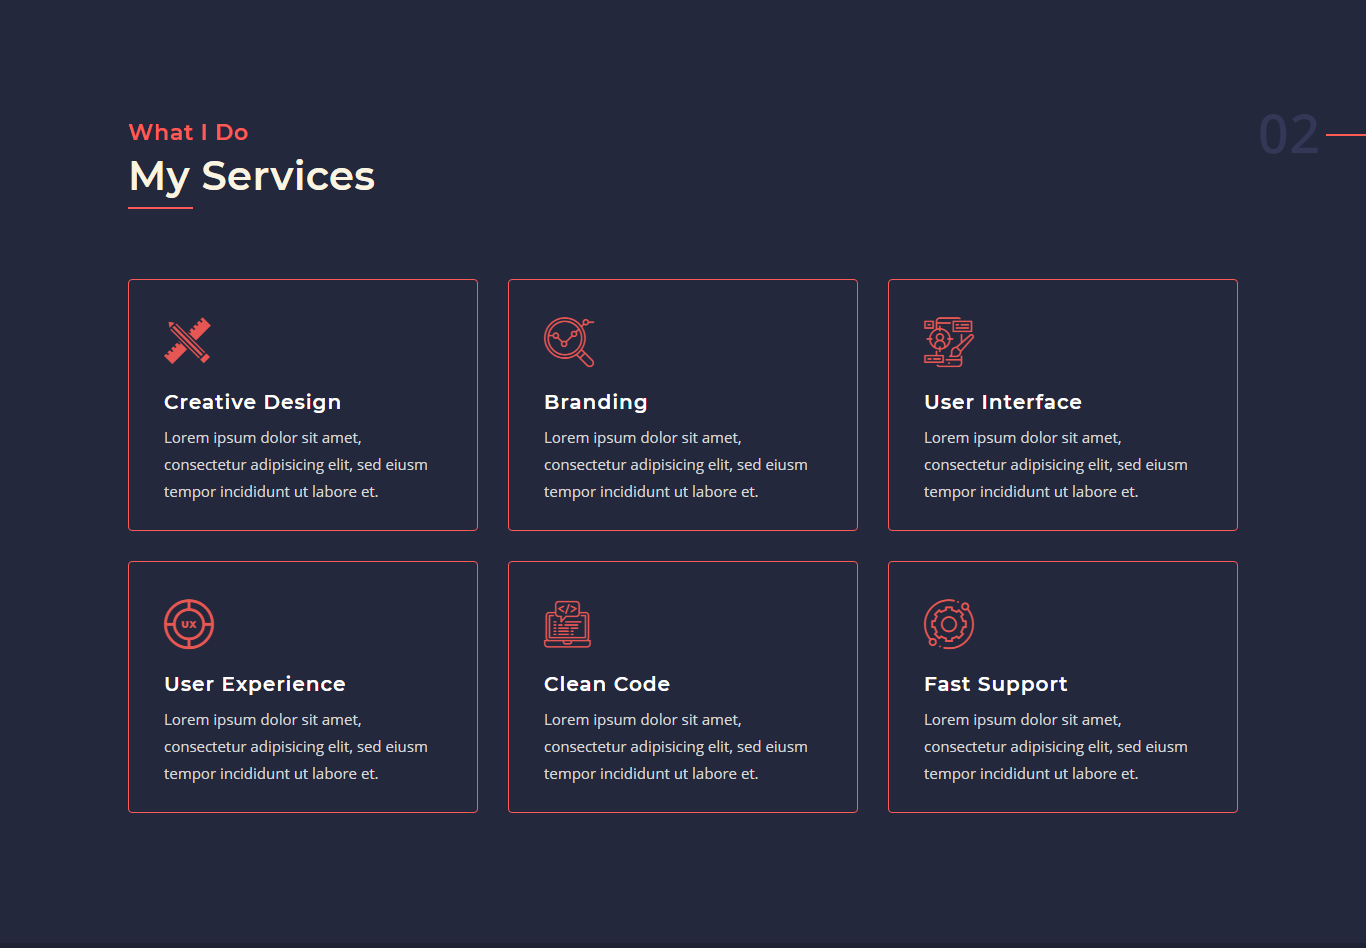 What I Do
My Services
02
Creative Design
Lorem ipsum dolor sit amet,
consectetur adipisicing elit, sed eiusm
tempor incididunt ut labore et.
Branding
Lorem ipsum dolor sit amet,
consectetur adipisicing elit, sed eiusm
tempor incididunt ut labore et.
User Interface
Lorem ipsum dolor sit amet,
consectetur adipisicing elit, sed eiusm
tempor incididunt ut labore et.
UX
User Experience
Lorem ipsum dolor sit amet,
consectetur adipisicing elit, sed eiusm
tempor incididunt ut labore et.
</>
Clean Code
Lorem ipsum dolor sit amet,
consectetur adipisicing elit, sed eiusm
tempor incididunt ut labore et.
Fast Support
Lorem ipsum dolor sit amet,
consectetur adipisicing elit, sed eiusm
tempor incididunt ut labore et.